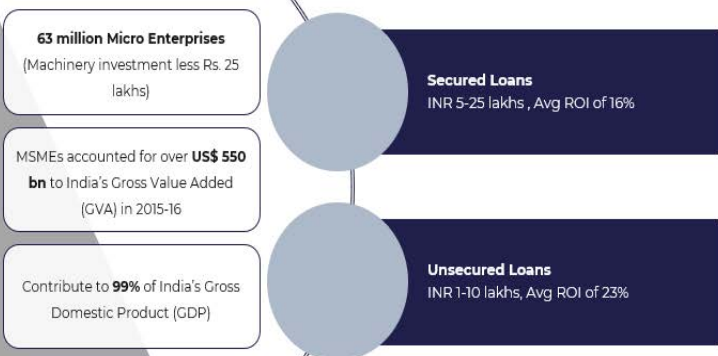 63 million Micro Enterprises
(Machinery investment less Rs. 25
lakhs)
MSMEs accounted for over US$ 550
bn to India's Gross Value Added
(GVA) in 2015-16
Contribute to 99% of India's Gross
Domestic Product (GDP)
Secured Loans
INR 5-25 lakhs , Avg ROI of 16%
Unsecured Loans
INR 1-10 lakhs, Avg ROI of 23%